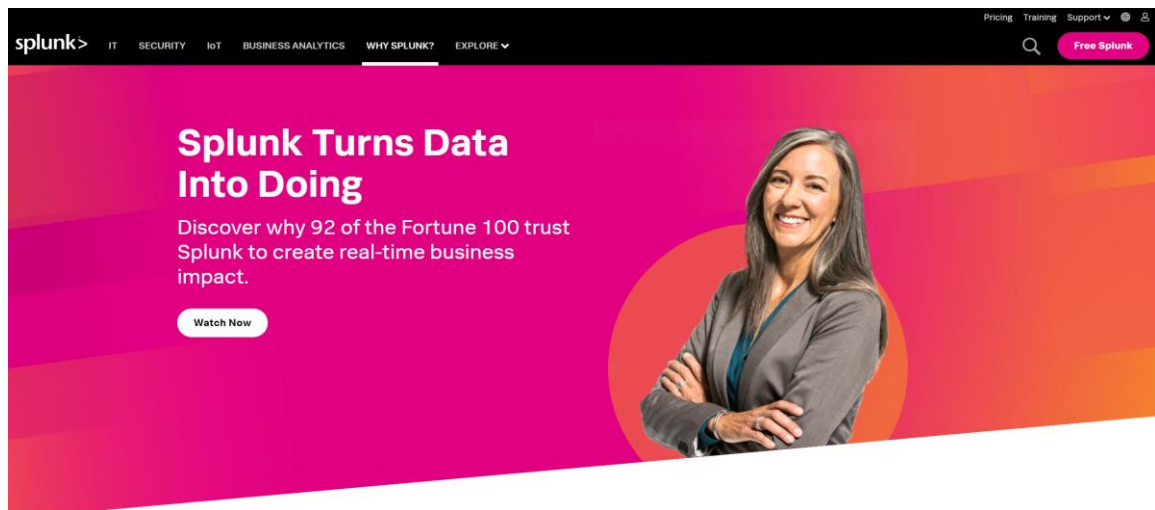 Pricing Training Support
splunk> IT SECURITY IoT BUSINESS ANALYTICS WHY SPLUNK? EXPLORE Free Splunk
Splunk Turns Data
Into Doing
Discover why 92 of the Fortune 100 trust
Splunk to create real-time business
impact.
Watch Now